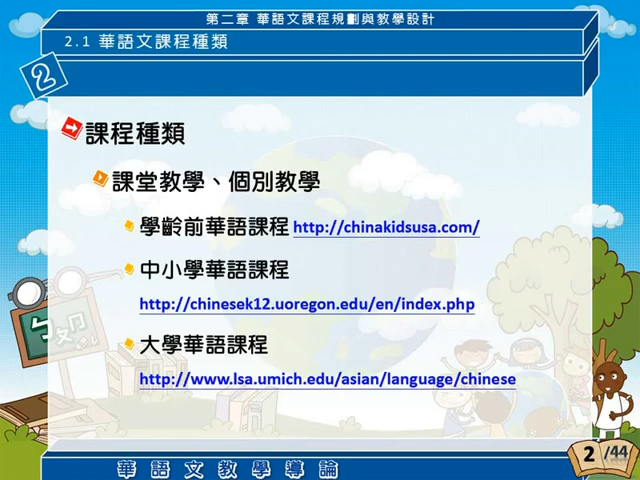 第二章 華語文課程規劃與教學設計
2.1 華語文課程種類
2
課程種類
課堂教學、個別教學
學齡前華語課程 http://chinakidsusa.com/
中小學華語課程
http://chinesek12.uoregon.edu/en/index.php
大學華語課程
http://www.lsa.umich.edu/asian/language/chinese
ㄅㄆㄇ
華語文教學導論
2 /44